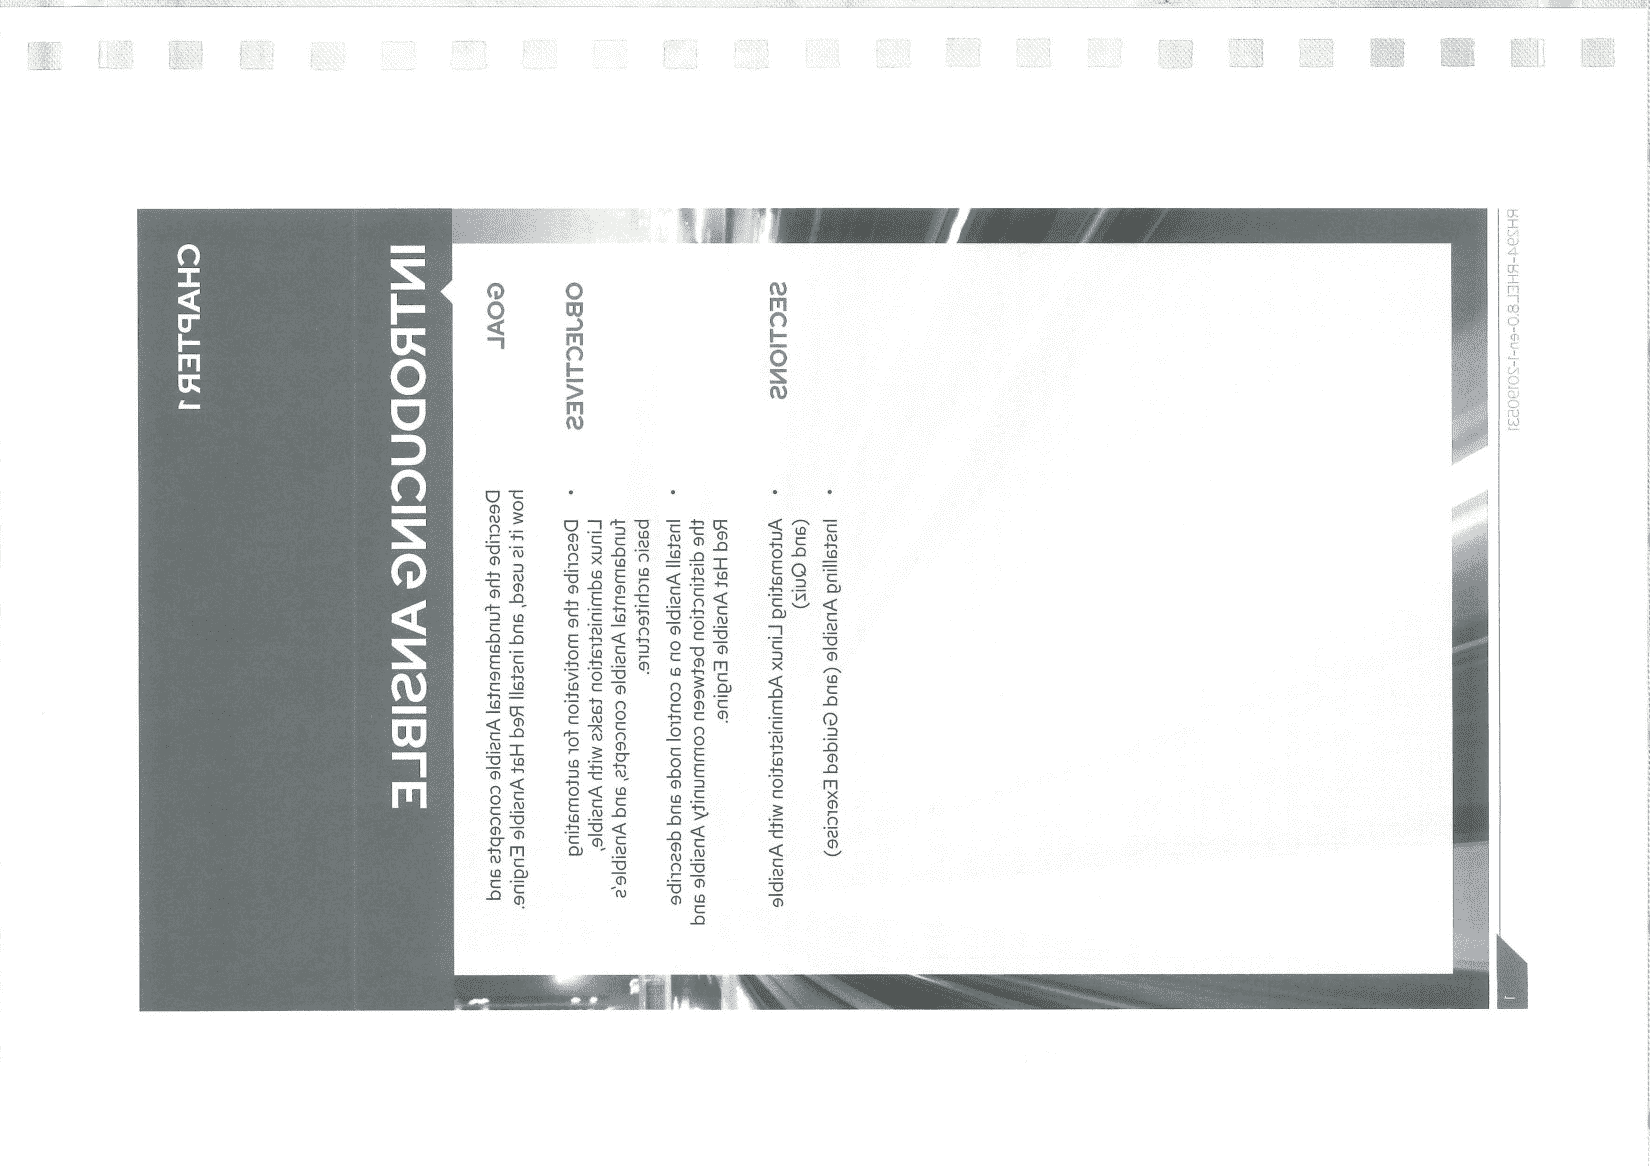 CHAPTER 1
INTRODUCING ANSIBLE
GOAL
Describe the fundamental Ansible concepts and
how it is used, and install Red Hat Ansible Engine.
OBJECTIVES
• Describe the motivation for automating
Linux administration tasks with Ansible,
fundamental Ansible concepts, and Ansible's
basic architecture.
• Install Ansible on a control node and describe
the distinction between community Ansible and
Red Hat Ansible Engine.
SECTIONS
• Automating Linux Administration with Ansible
(and Quiz)
• Installing Ansible (and Guided Exercise)
RH294-RHEL8.0-en-1-20190531
1